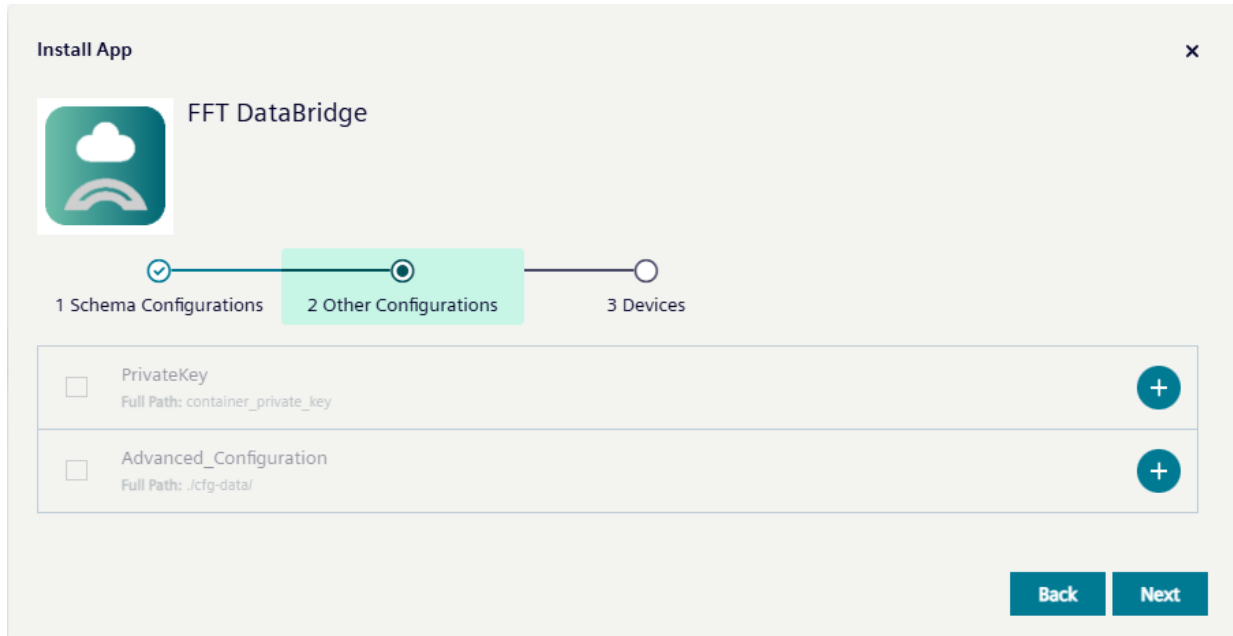 Install App
FFT DataBridge
1 Schema Configurations
2 Other Configurations
3 Devices
PrivateKey
Full Path: container_private_key
Advanced_Configuration
Full Path: ./cfg-data/
Back
Next